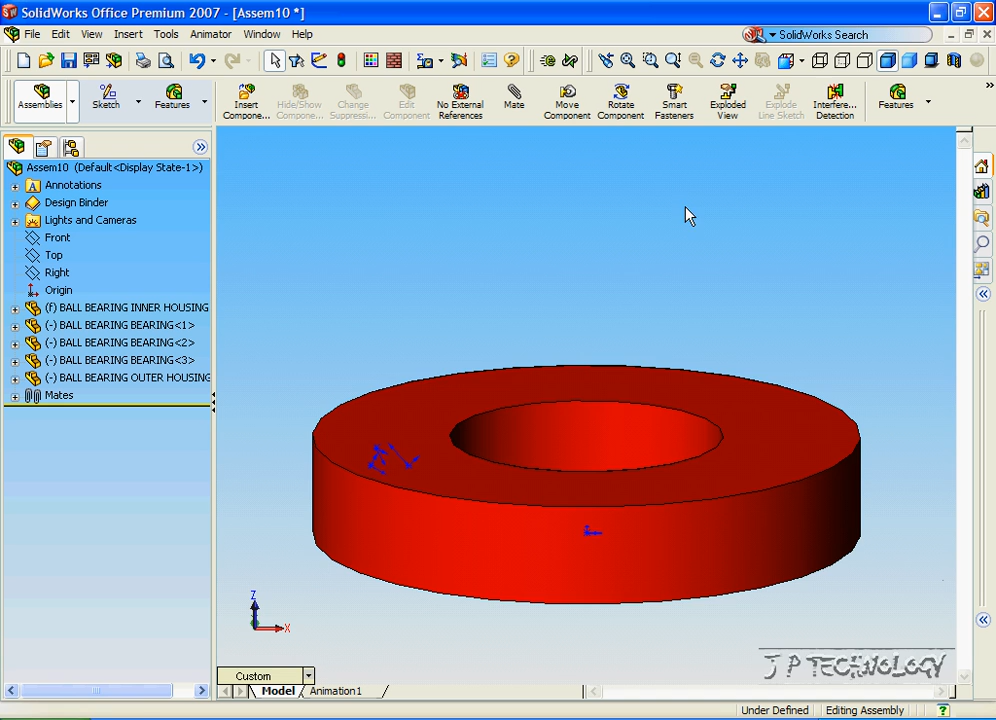 SolidWorks Office Premium 2007 - [Assem10 *]
File Edit View Insert Tools Animator Window Help
SolidWorks Search
Assemblies Sketch Features
Insert Compone...
Hide/Show Compone...
Change Suppressi...
Edit Component
No External References
Mate
Move Component
Rotate Component
Smart Fasteners
Exploded View
Explode Line Sketch
Interfere... Detection
Features
Assem10 (Default<Display State-1>)
Annotations
Design Binder
Lights and Cameras
Front
Top
Right
Origin
(f) BALL BEARING INNER HOUSING
(-) BALL BEARING BEARING<1>
(-) BALL BEARING BEARING<2>
(-) BALL BEARING BEARING<3>
(-) BALL BEARING OUTER HOUSING
Mates
Z
X
J P TECHNOLOGY
Custom
Model Animation1
Under Defined Editing Assembly